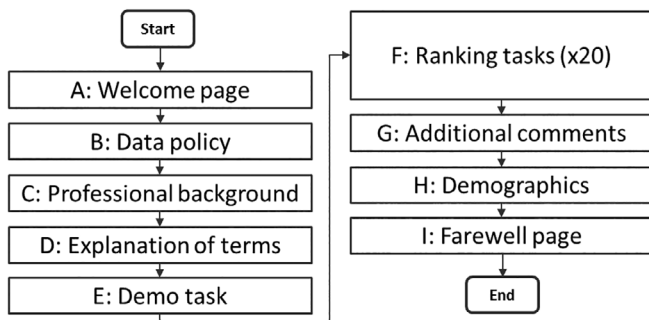 Start
A: Welcome page
B: Data policy
C: Professional background
D: Explanation of terms
E: Demo task
F: Ranking tasks (x20)
G: Additional comments
H: Demographics
I: Farewell page
End